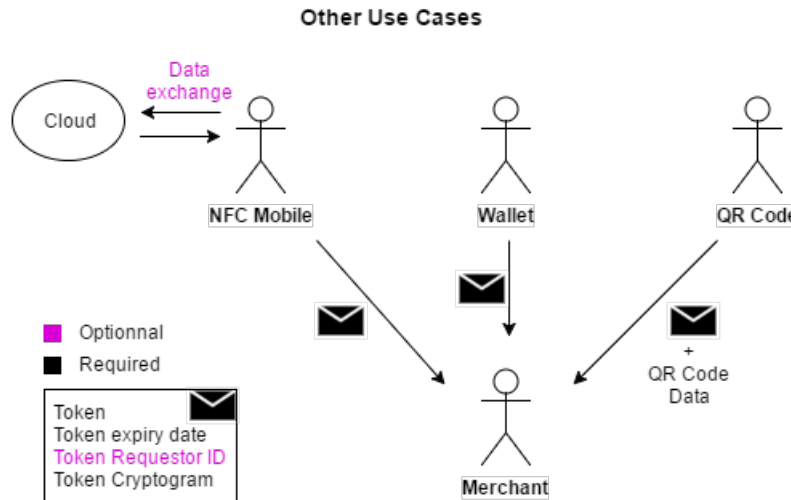 Other Use Cases
Data
exchange
Cloud
NFC Mobile
Wallet
QR Code
Optionnal
Required
+
QR Code
Data
Token
Token expiry date
Token Requestor ID
Token Cryptogram
Merchant